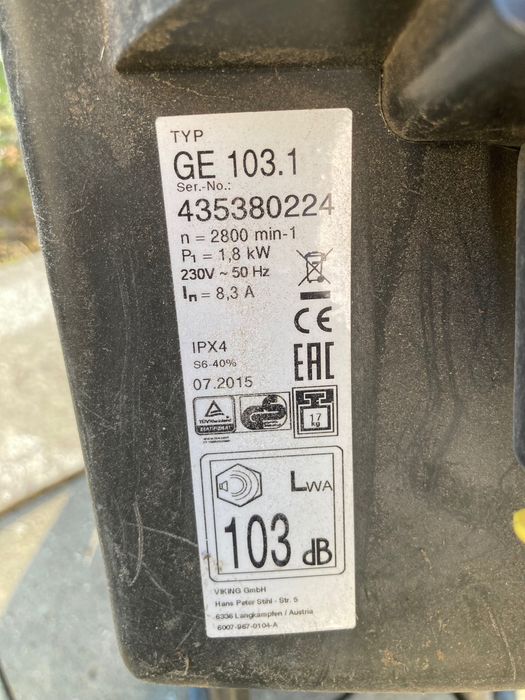 TYP
GE 103.1
Ser.-No.:
435380224
n = 2800 min-1
P1 = 1,8 kW
230V ~ 50 Hz
In = 8,3 A
CE
IPX4
S6-40%
EAC
07.2015
17
kg
ZERTIFIZIERT
LWA
103 dB
VIKING GmbH
Hans Peter Stihl - Str. 5
6336 Langkampfen / Austria
6007-967-0104-A